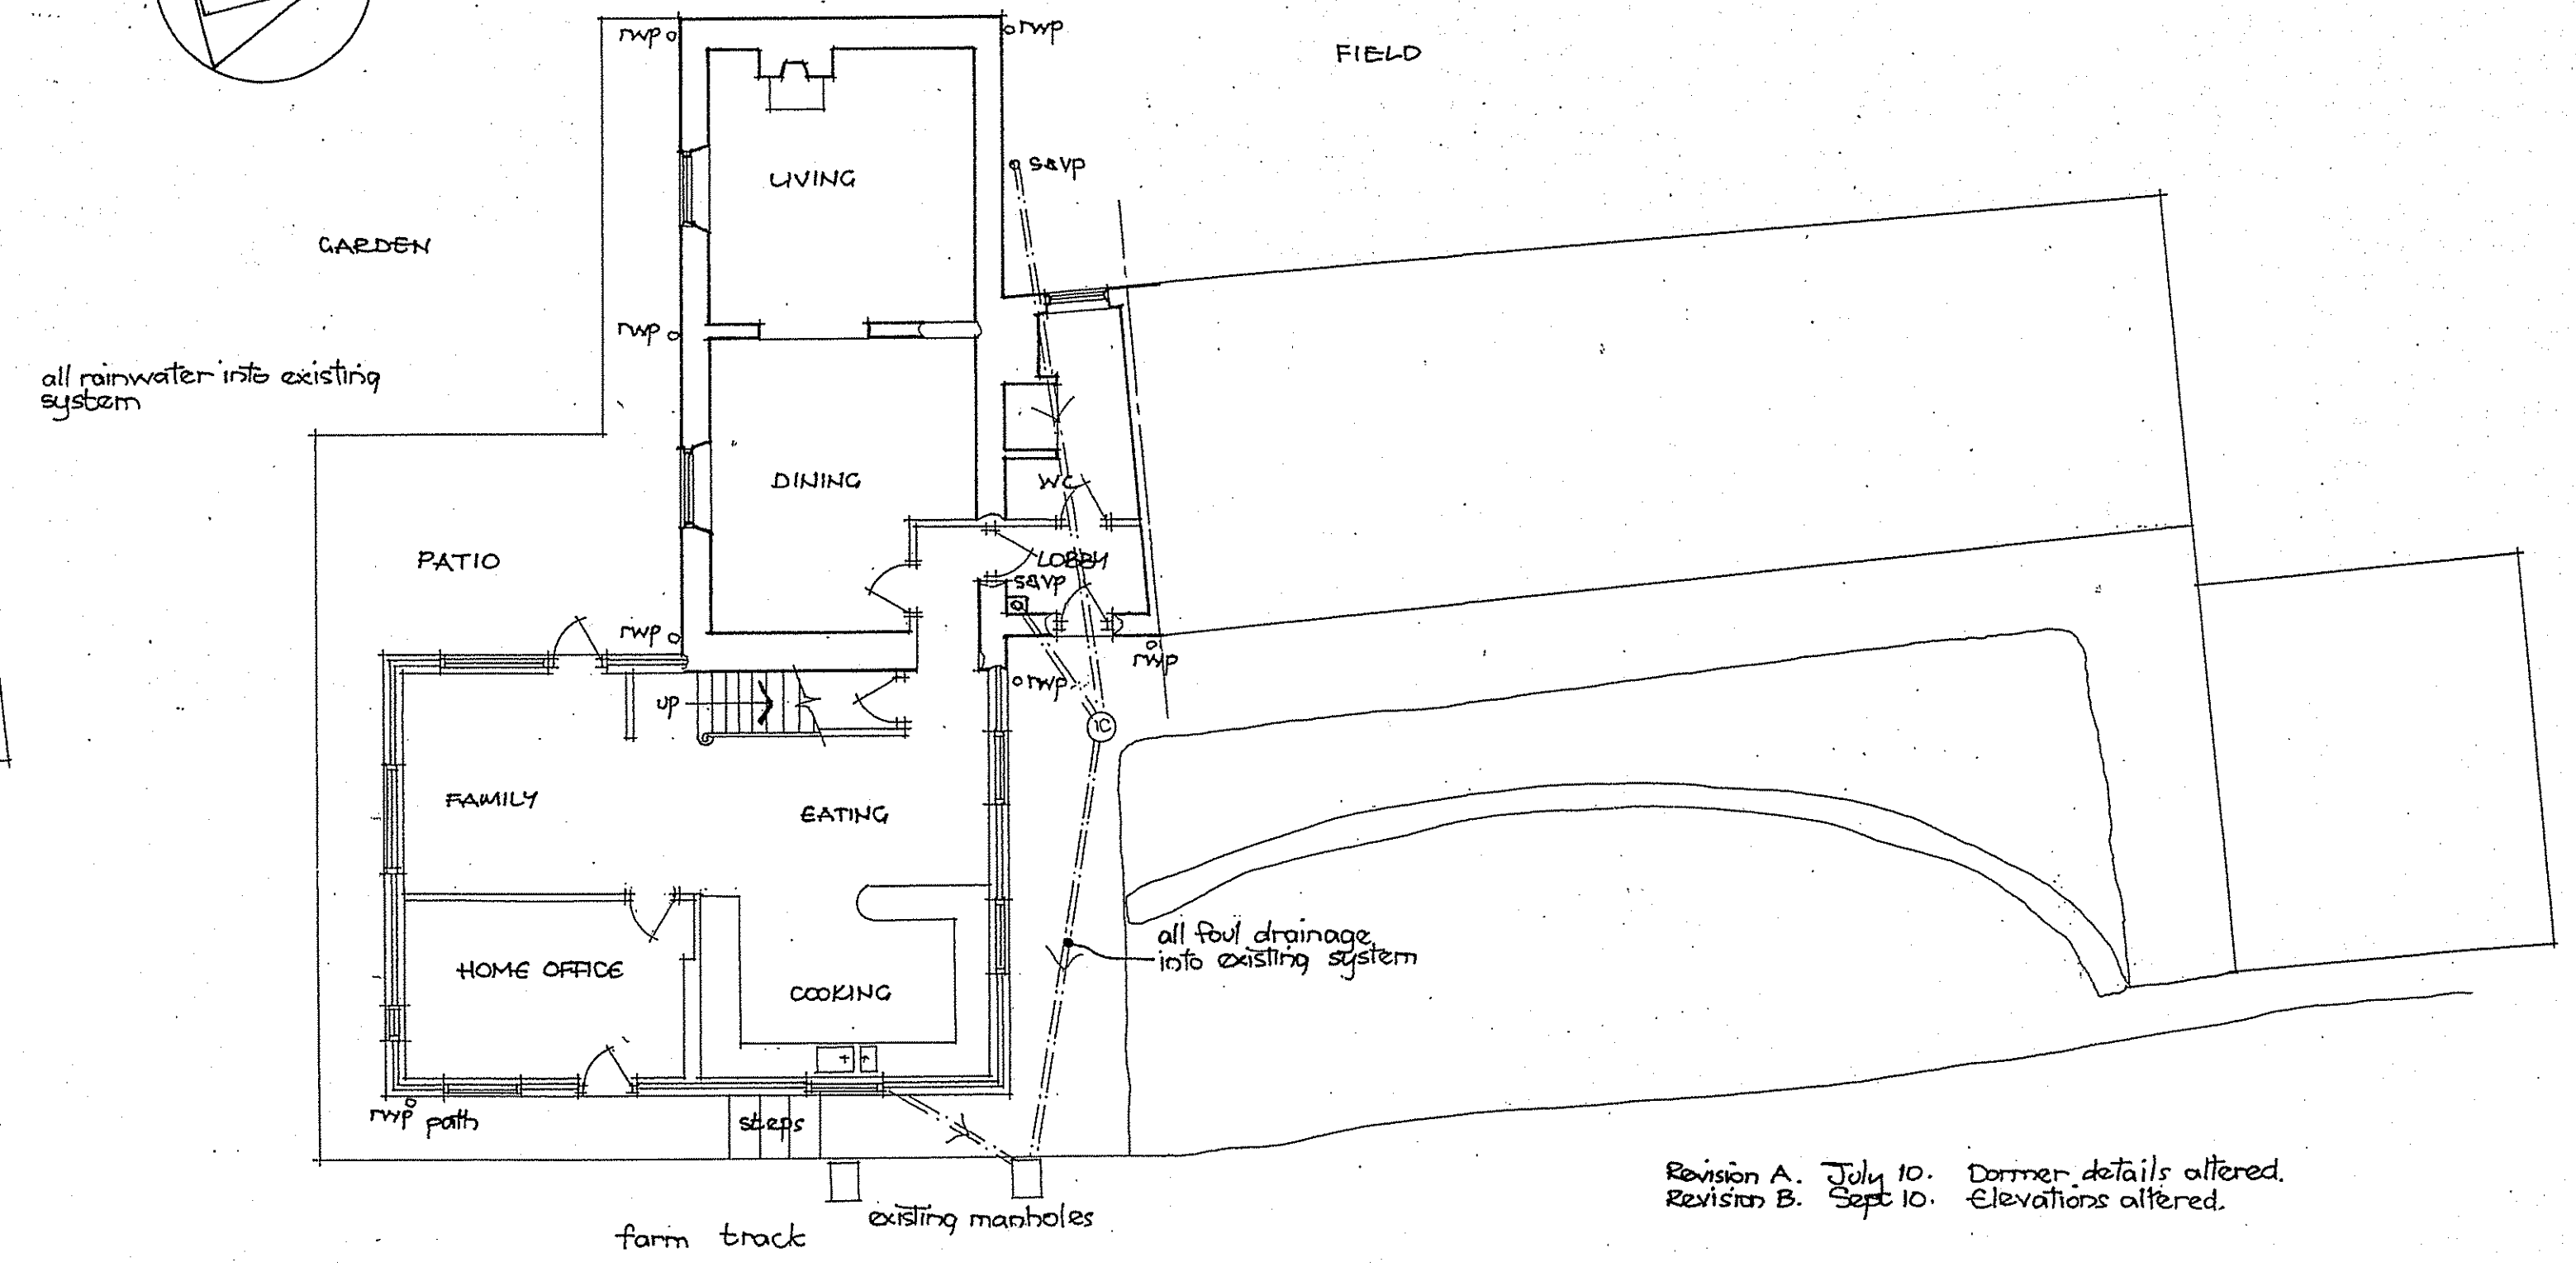 rwp
rwp
FIELD
s&vp
LIVING
GARDEN
rwp
all rainwater into existing
system
DINING
WC
PATIO
LOBBY
s&vp
rwp
rwp
rwp
up
IC
FAMILY
EATING
all foul drainage
into existing system
HOME OFFICE
COOKING
rwp
path
steps
Revision A. July 10. Dormer details altered.
Revision B. Sept 10. Elevations altered.
existing manholes
farm track